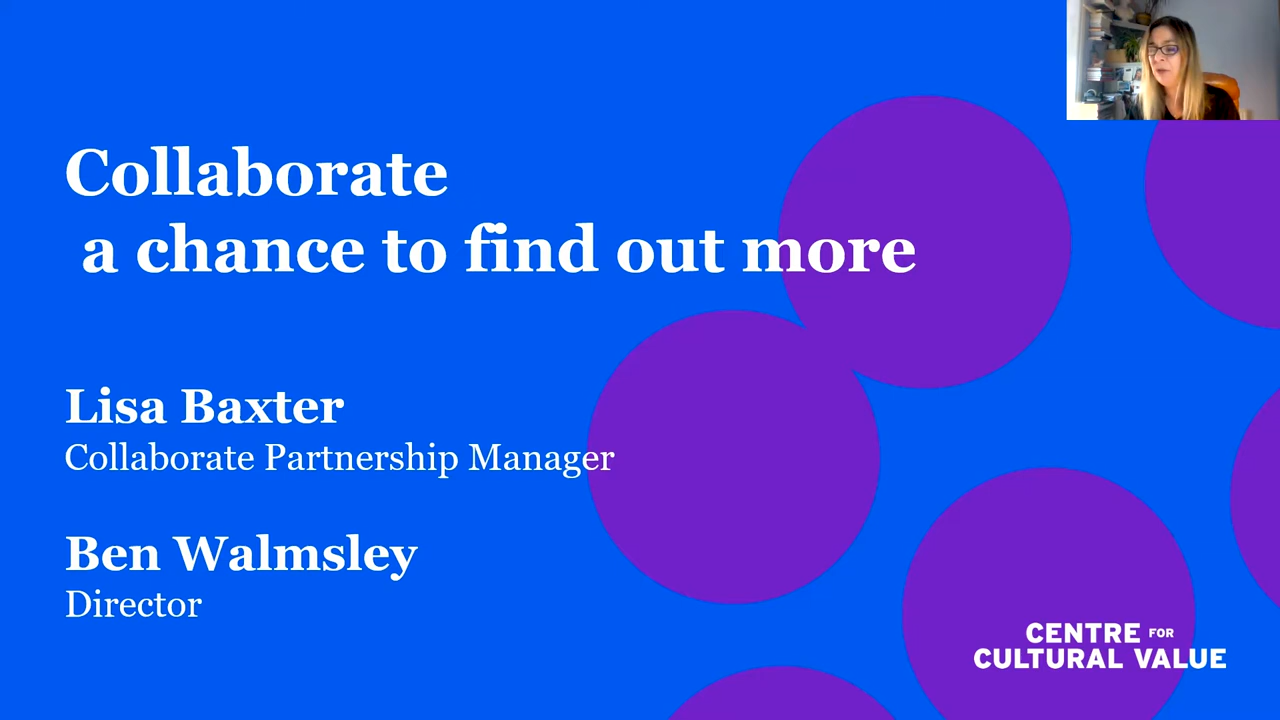 Collaborate
a chance to find out more
Lisa Baxter
Collaborate Partnership Manager
Ben Walmsley
Director
CENTRE FOR
CULTURAL VALUE